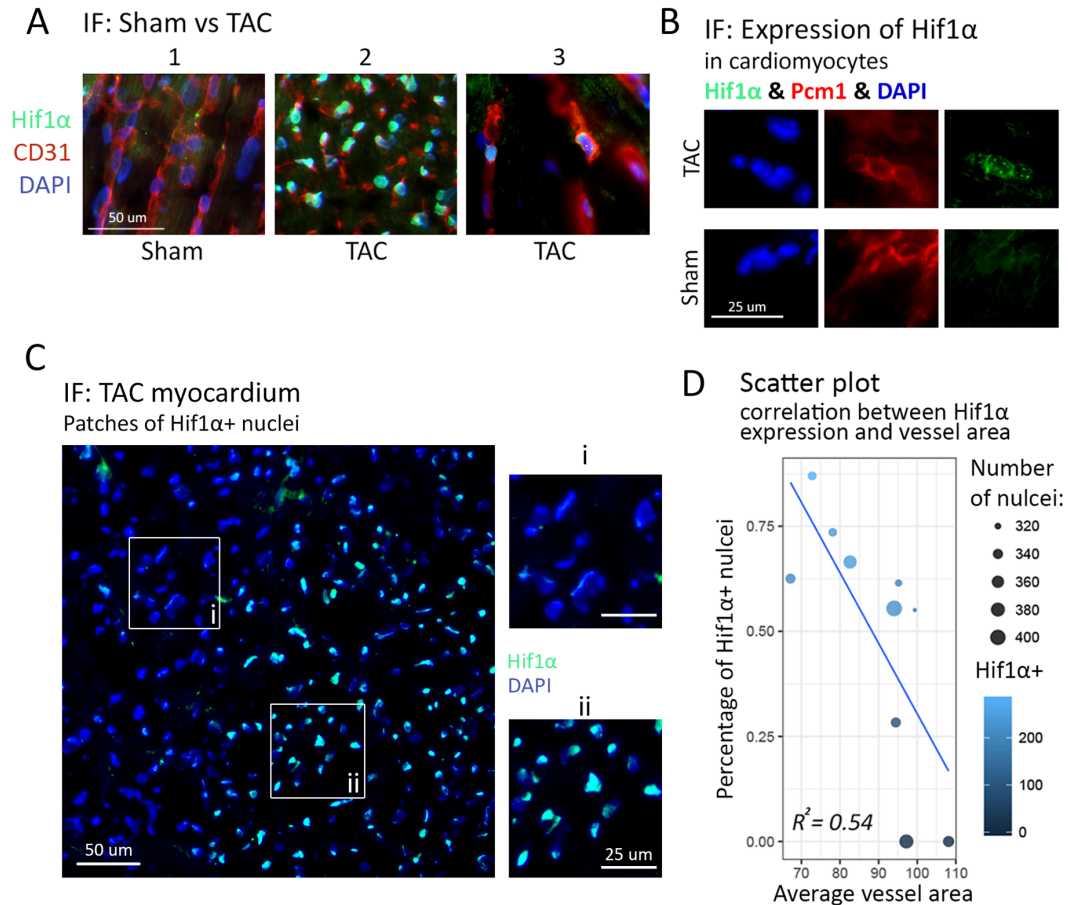 A
IF: Sham vs TAC
1
2
3
Hif1α
CD31
DAPI
50 um
Sham
TAC
TAC
B
IF: Expression of Hif1α
in cardiomyocytes
Hif1α & Pcm1 & DAPI
TAC
Sham
25 um
C
IF: TAC myocardium
Patches of Hif1α+ nuclei
i
ii
50 um
i
Hif1α
DAPI
ii
25 um
D
Scatter plot
correlation between Hif1α
expression and vessel area
Percentage of Hif1α+ nulcei
0.75
0.50
0.25
0.00
R² = 0.54
70
80
90
100
110
Average vessel area
Number
of nulcei:
320
340
360
380
400
Hif1α+
200
100
0